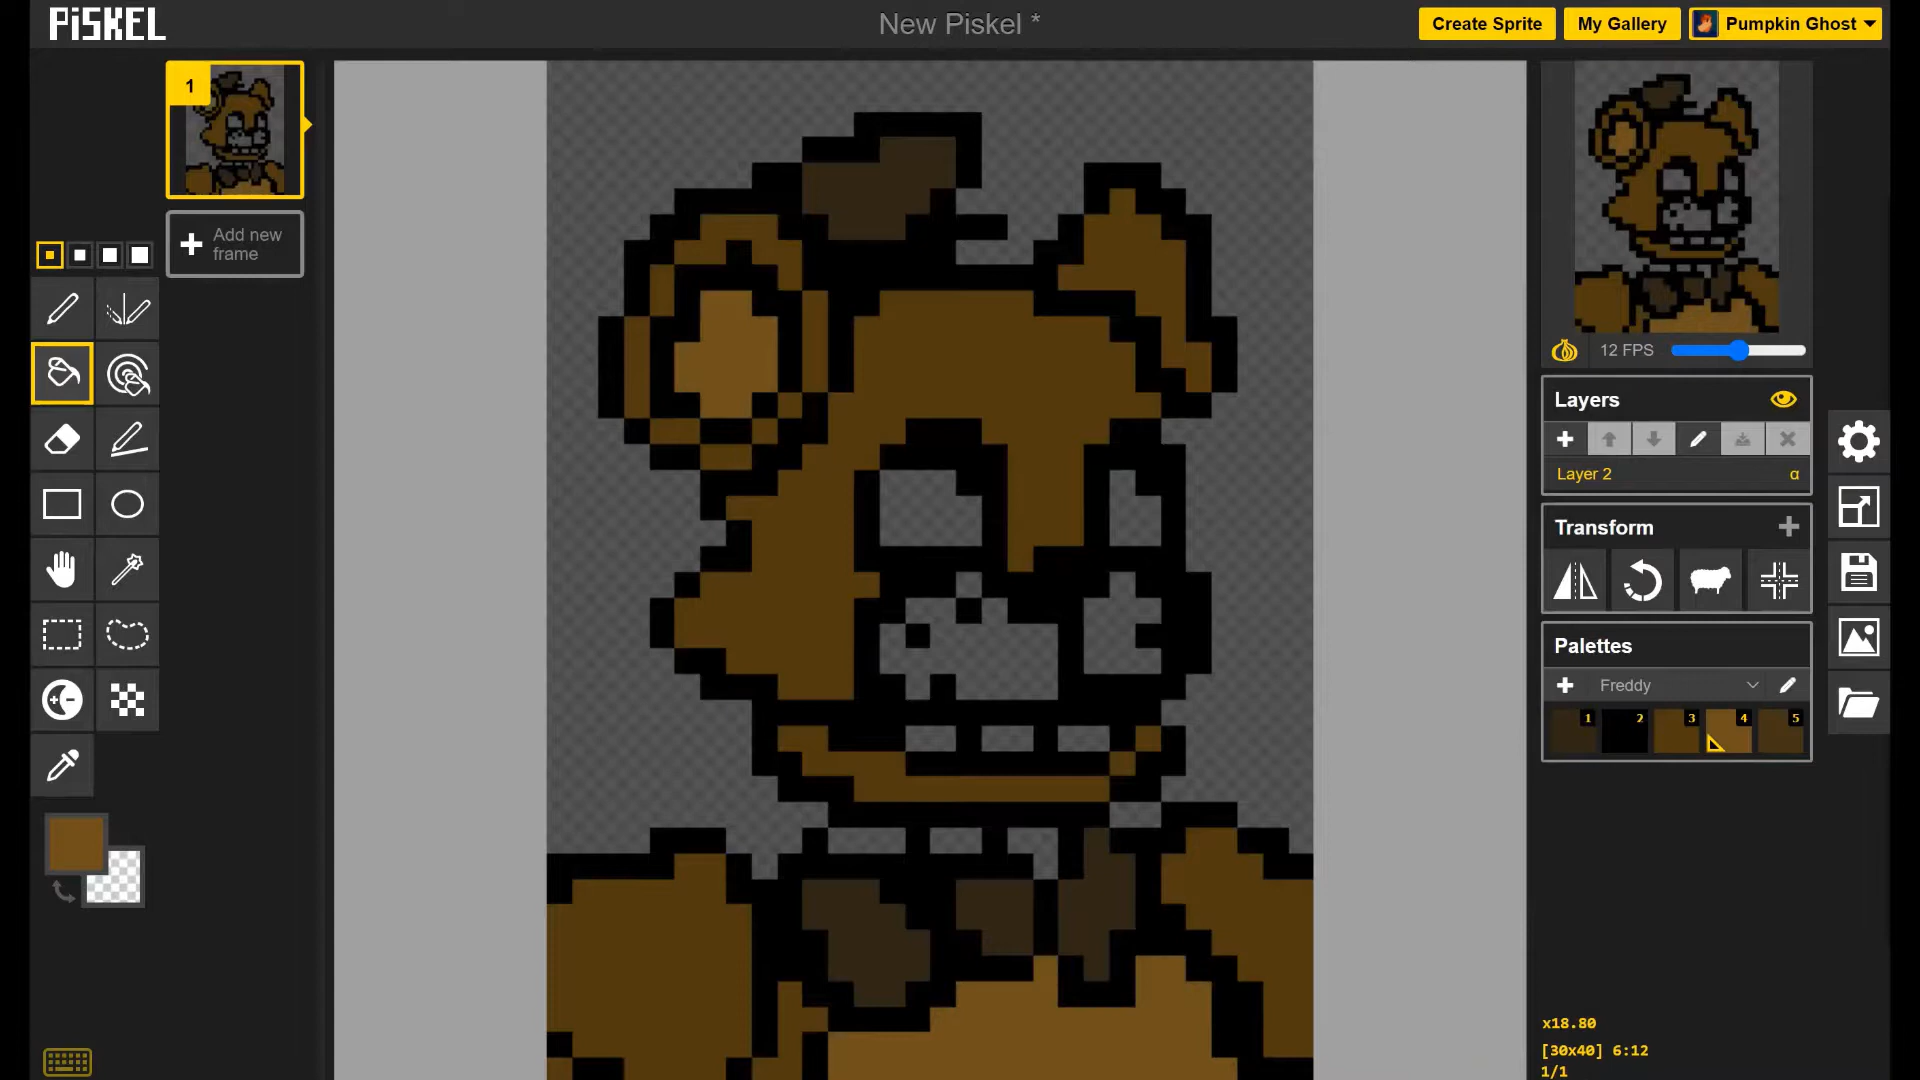 PiSKEL
New Piskel *
Create Sprite
My Gallery
Pumpkin Ghost
1
Add new
frame
12 FPS
Layers
Layer 2
α
Transform
Palettes
Freddy
1 2 3 4 5
x18.80
[30x40] 6:12
1/1